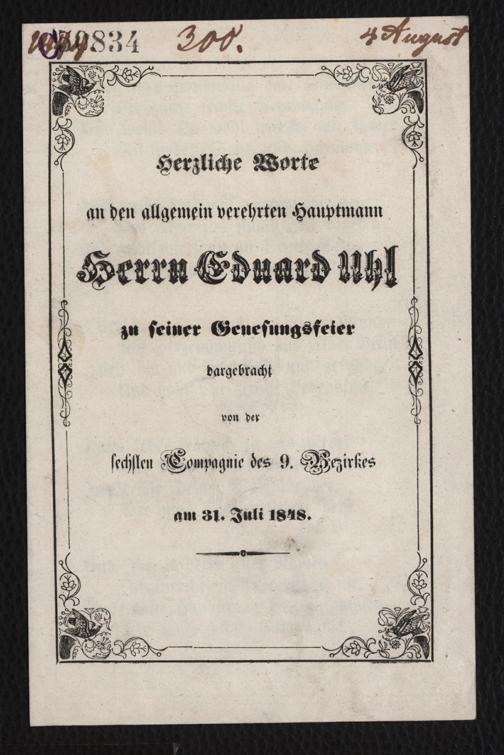 39834 300. 4 August
Herzliche Worte
an den allgemein verehrten Hauptmann
Herrn Eduard Uhl
zu seiner Genesungsfeier
dargebracht
von der
sechsten Compagnie des 9. Bezirkes
am 31. Juli 1848.